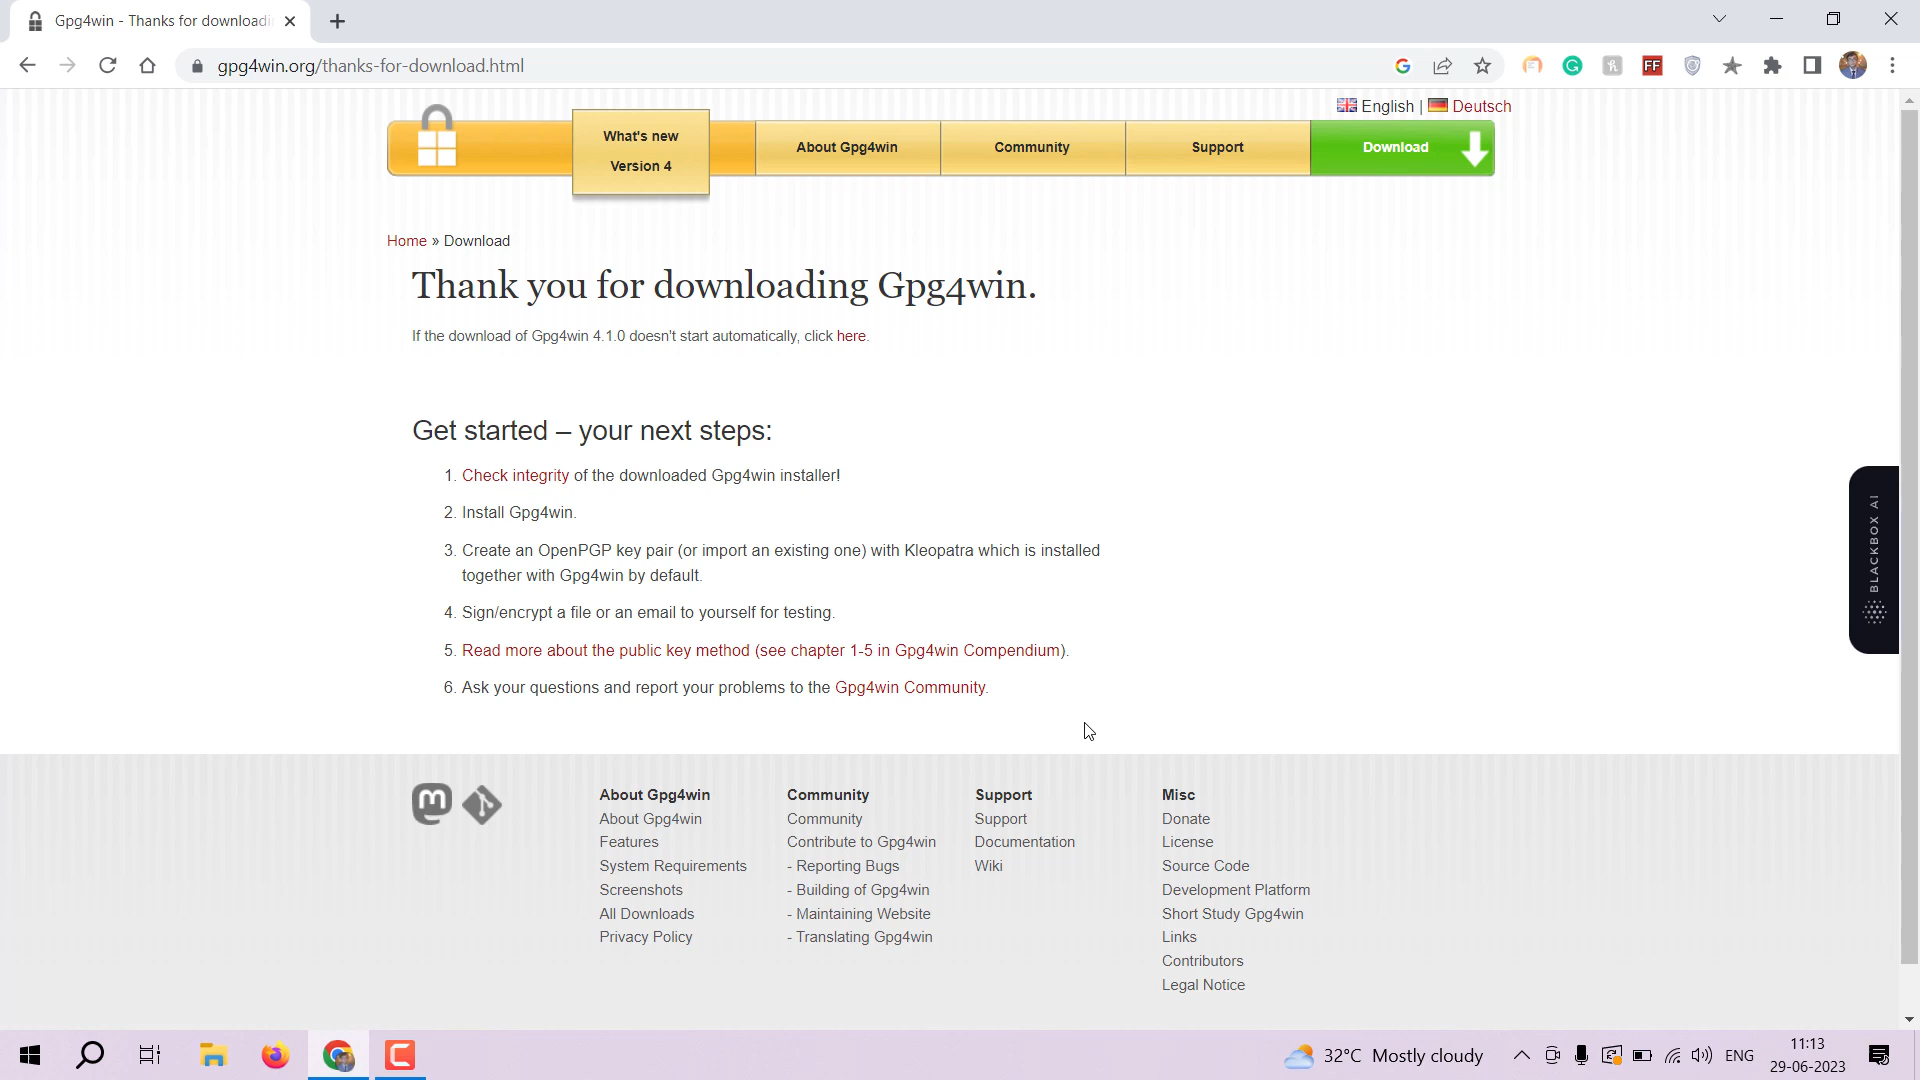 Gpg4win - Thanks for downloadi
gpg4win.org/thanks-for-download.html
English | Deutsch
What's new
Version 4
About Gpg4win
Community
Support
Download
Home » Download
Thank you for downloading Gpg4win.
If the download of Gpg4win 4.1.0 doesn't start automatically, click here.
Get started – your next steps:
1. Check integrity of the downloaded Gpg4win installer!
2. Install Gpg4win.
3. Create an OpenPGP key pair (or import an existing one) with Kleopatra which is installed
together with Gpg4win by default.
4. Sign/encrypt a file or an email to yourself for testing.
5. Read more about the public key method (see chapter 1-5 in Gpg4win Compendium).
6. Ask your questions and report your problems to the Gpg4win Community.
BLACKBOX AI
About Gpg4win
About Gpg4win
Features
System Requirements
Screenshots
All Downloads
Privacy Policy
Community
Community
Contribute to Gpg4win
- Reporting Bugs
- Building of Gpg4win
- Maintaining Website
- Translating Gpg4win
Support
Support
Documentation
Wiki
Misc
Donate
License
Source Code
Development Platform
Short Study Gpg4win
Links
Contributors
Legal Notice
32°C Mostly cloudy
ENG
11:13
29-06-2023